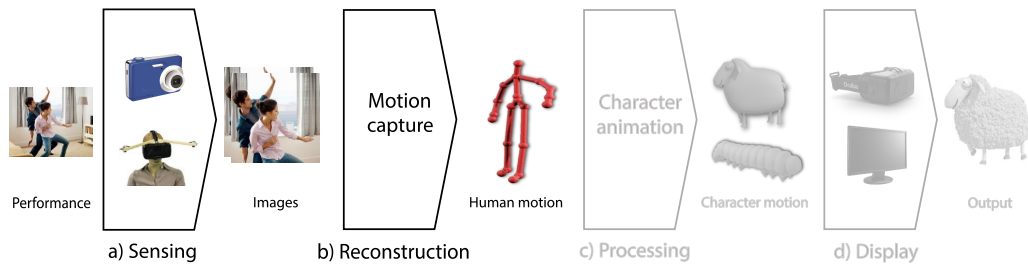 Motion
capture
Character
animation
Performance
Images
Human motion
Character motion
Output
a) Sensing
b) Reconstruction
c) Processing
d) Display